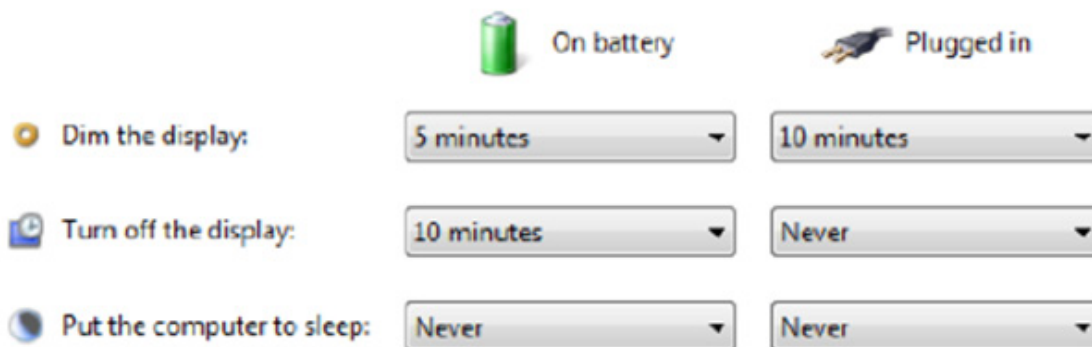 On battery Plugged in
Dim the display: 5 minutes 10 minutes
Turn off the display: 10 minutes Never
Put the computer to sleep: Never Never